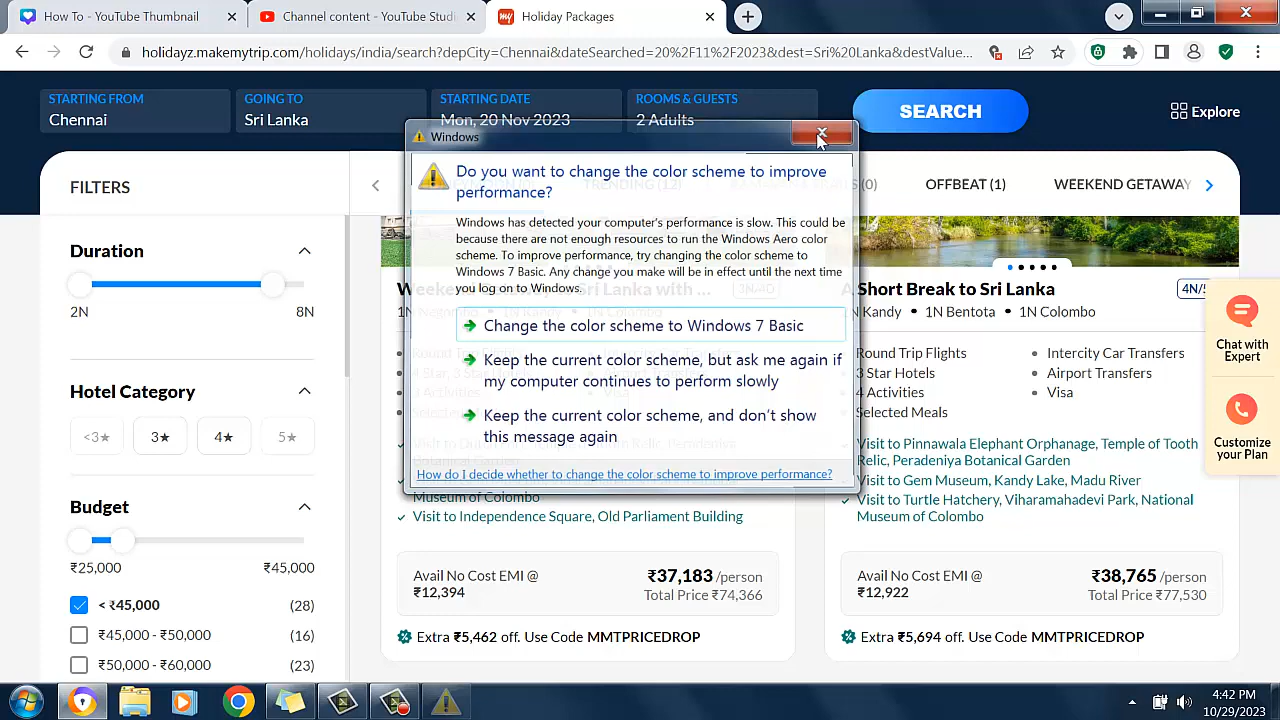 How To - YouTube Thumbnail
Channel content - YouTube Stud
Holiday Packages
holidayz.makemytrip.com/holidays/india/search?depCity=Chennai&dateSearched=20%2F11%2F2023&dest=Sri%20Lanka&destValue...
STARTING FROM
Chennai
GOING TO
Sri Lanka
STARTING DATE
Mon, 20 Nov 2023
ROOMS & GUESTS
2 Adults
SEARCH
Explore
Windows
Do you want to change the color scheme to improve
performance?
Windows has detected your computer's performance is slow. This could be
because there are not enough resources to run the Windows Aero color
scheme. To improve performance, try changing the color scheme to
Windows 7 Basic. Any change you make will be in effect until the next time
you log on to Windows.
Change the color scheme to Windows 7 Basic
Keep the current color scheme, but ask me again if
my computer continues to perform slowly
Keep the current color scheme, and don't show
this message again
How do I decide whether to change the color scheme to improve performance?
FILTERS
TRENDING (12)
(0)
OFFBEAT (1)
WEEKEND GETAWAY
Duration
2N
8N
Hotel Category
<3★
3★
4★
5★
Budget
₹25,000
₹45,000
< ₹45,000
(28)
₹45,000 - ₹50,000
(16)
₹50,000 - ₹60,000
(23)
Sri Lanka with ...
3N/4D
Museum of Colombo
Visit to Independence Square, Old Parliament Building
Avail No Cost EMI @
₹12,394
₹37,183 /person
Total Price ₹74,366
Extra ₹5,462 off. Use Code MMTPRICEDROP
Short Break to Sri Lanka
4N/5
Kandy • 1N Bentota • 1N Colombo
Round Trip Flights
3 Star Hotels
4 Activities
Selected Meals
Intercity Car Transfers
Airport Transfers
Visa
Visit to Pinnawala Elephant Orphanage, Temple of Tooth
Relic, Peradeniya Botanical Garden
Visit to Gem Museum, Kandy Lake, Madu River
Visit to Turtle Hatchery, Viharamahadevi Park, National
Museum of Colombo
Avail No Cost EMI @
₹12,922
₹38,765 /person
Total Price ₹77,530
Extra ₹5,694 off. Use Code MMTPRICEDROP
Chat with
Expert
Customize
your Plan
4:42 PM
10/29/2023